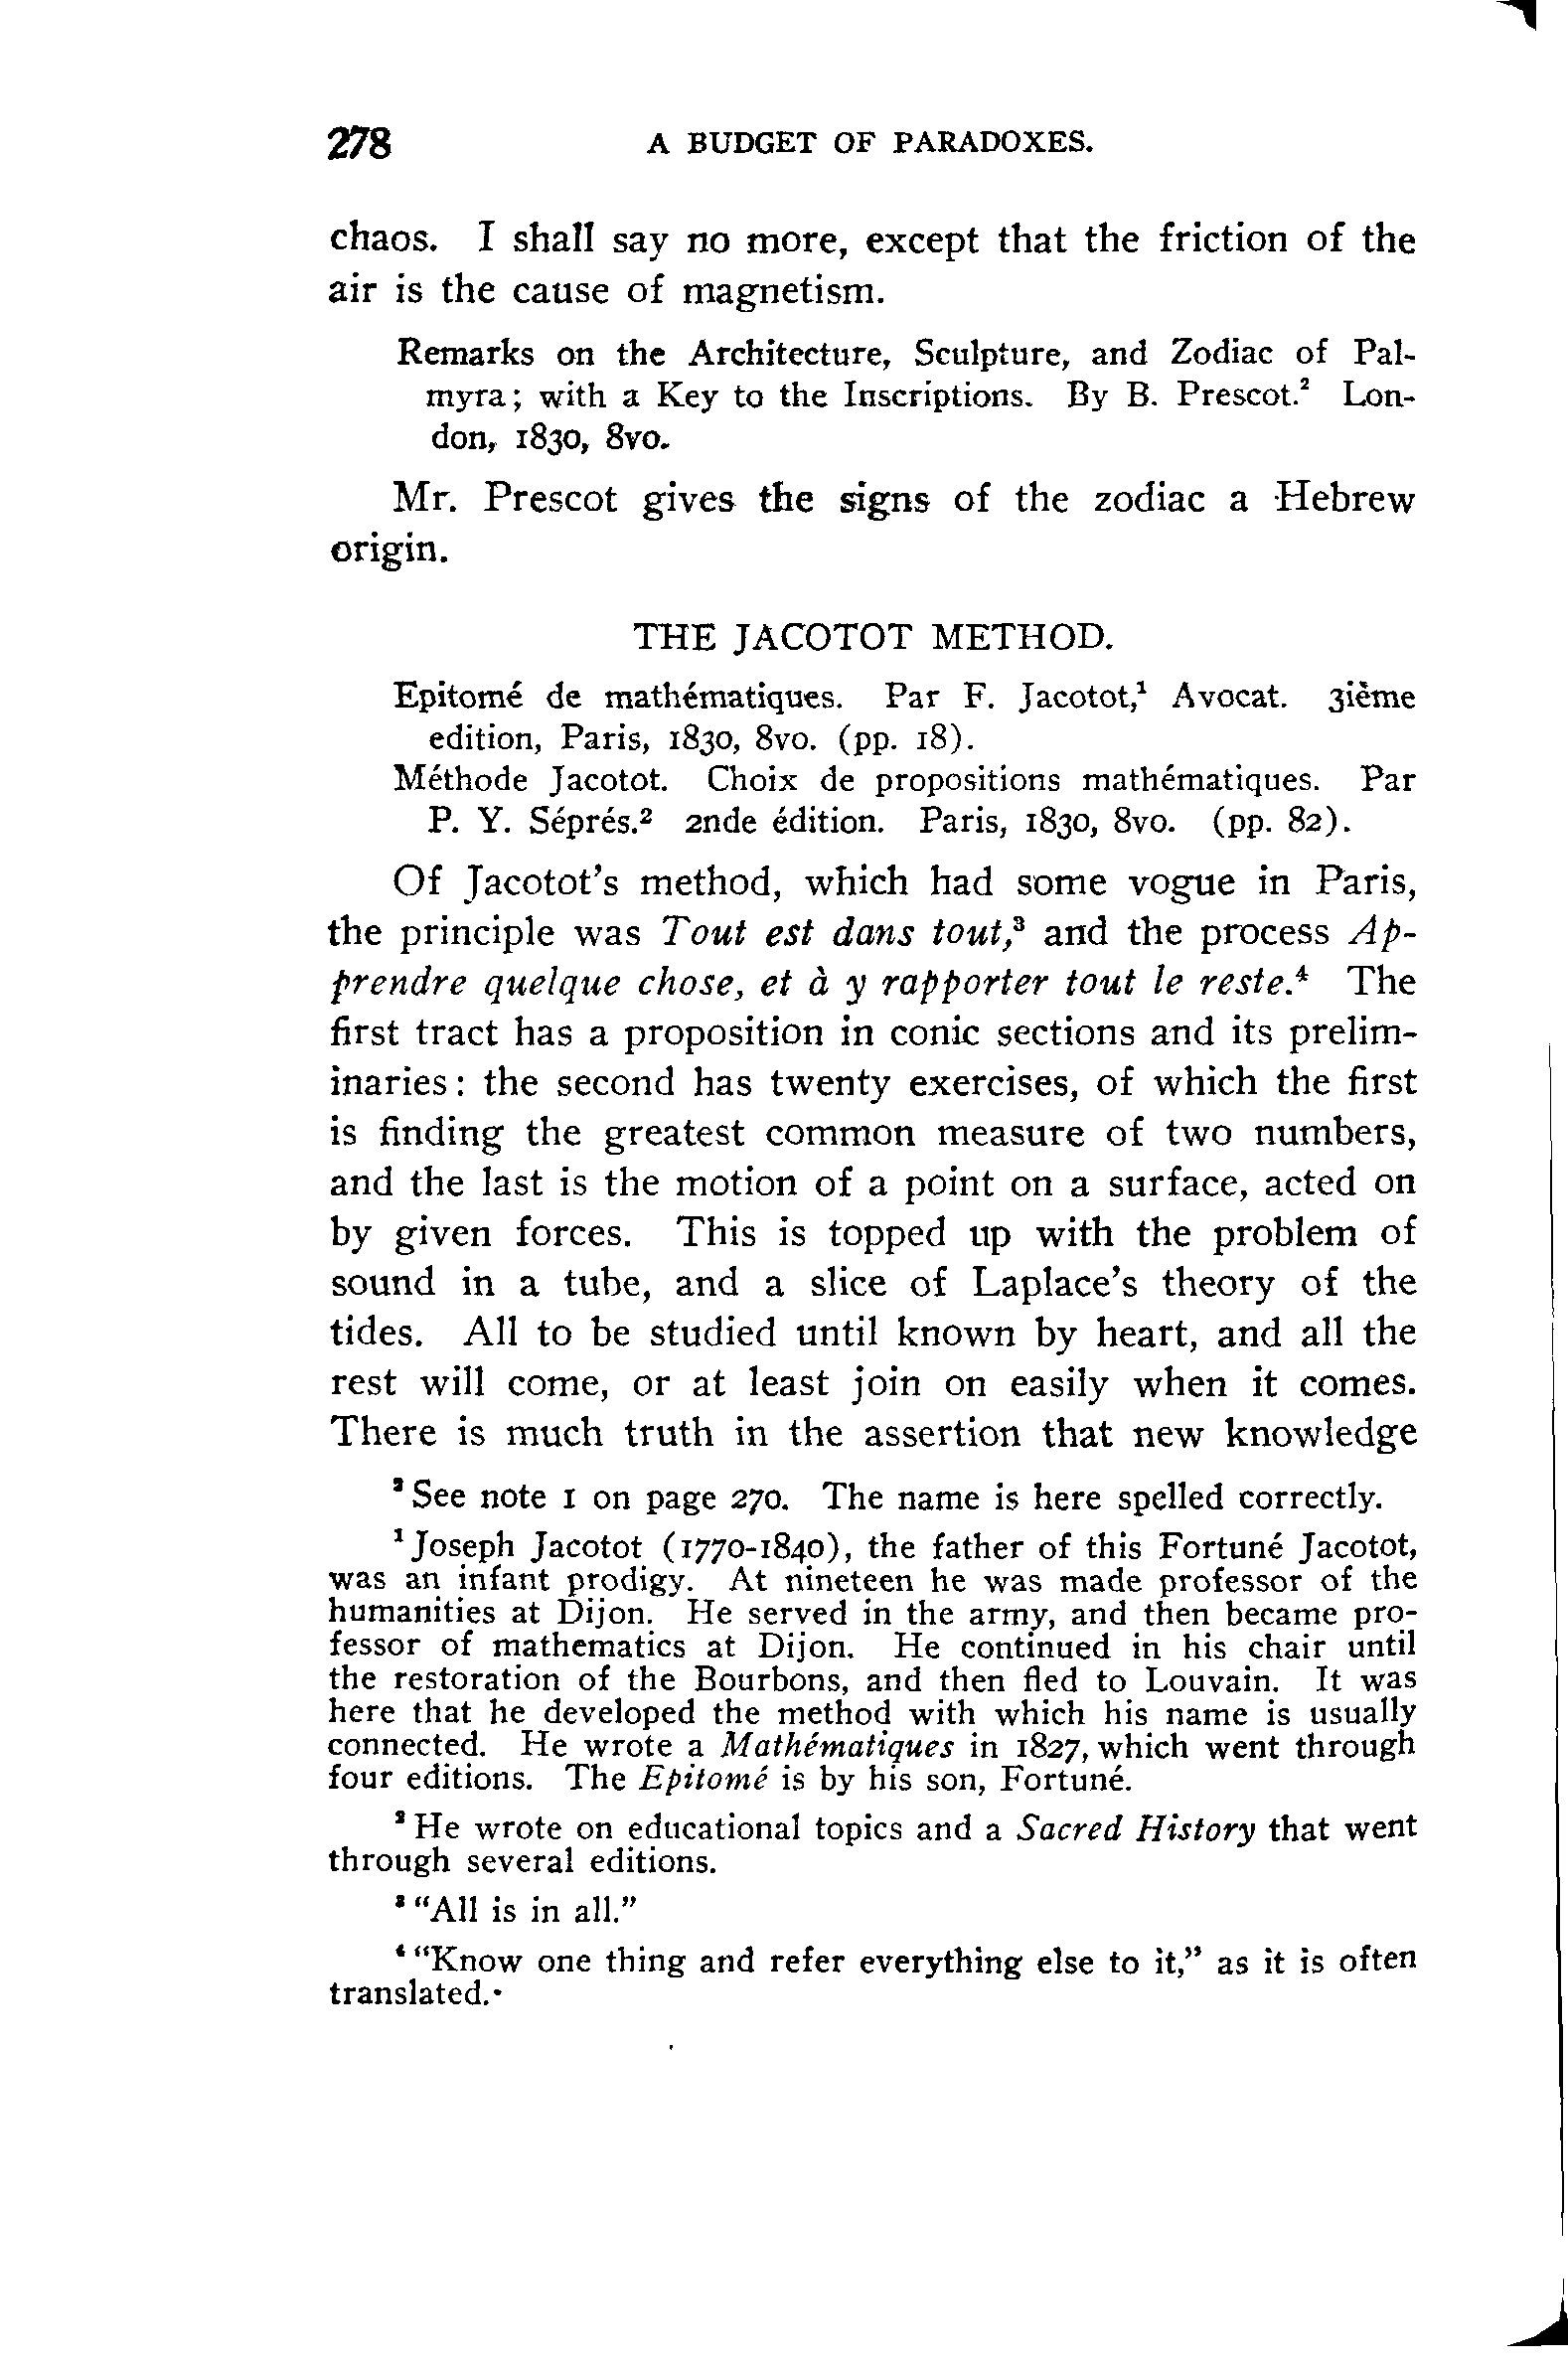 278 A BUDGET OF PARADOXES.
chaos. I shall say no more, except that the friction of the
air is the cause of magnetism.
Remarks on the Architecture, Sculpture, and Zodiac of Pal-
myra; with a Key to the Inscriptions. By B. Prescot.² Lon-
don, 1830, 8vo.
Mr. Prescot gives the signs of the zodiac a Hebrew
origin.
THE JACOTOT METHOD.
Epitomé de mathématiques. Par F. Jacotot,¹ Avocat. 3ième
edition, Paris, 1830, 8vo. (pp. 18).
Méthode Jacotot. Choix de propositions mathématiques. Par
P. Y. Séprés.² 2nde édition. Paris, 1830, 8vo. (pp. 82).
Of Jacotot's method, which had some vogue in Paris,
the principle was Tout est dans tout,³ and the process Ap-
prendre quelque chose, et à y rapporter tout le reste.⁴ The
first tract has a proposition in conic sections and its prelim-
inaries: the second has twenty exercises, of which the first
is finding the greatest common measure of two numbers,
and the last is the motion of a point on a surface, acted on
by given forces. This is topped up with the problem of
sound in a tube, and a slice of Laplace's theory of the
tides. All to be studied until known by heart, and all the
rest will come, or at least join on easily when it comes.
There is much truth in the assertion that new knowledge
² See note 1 on page 270. The name is here spelled correctly.
¹ Joseph Jacotot (1770-1840), the father of this Fortuné Jacotot,
was an infant prodigy. At nineteen he was made professor of the
humanities at Dijon. He served in the army, and then became pro-
fessor of mathematics at Dijon. He continued in his chair until
the restoration of the Bourbons, and then fled to Louvain. It was
here that he developed the method with which his name is usually
connected. He wrote a Mathématiques in 1827, which went through
four editions. The Epitomé is by his son, Fortuné.
² He wrote on educational topics and a Sacred History that went
through several editions.
³ "All is in all."
⁴ "Know one thing and refer everything else to it," as it is often
translated.